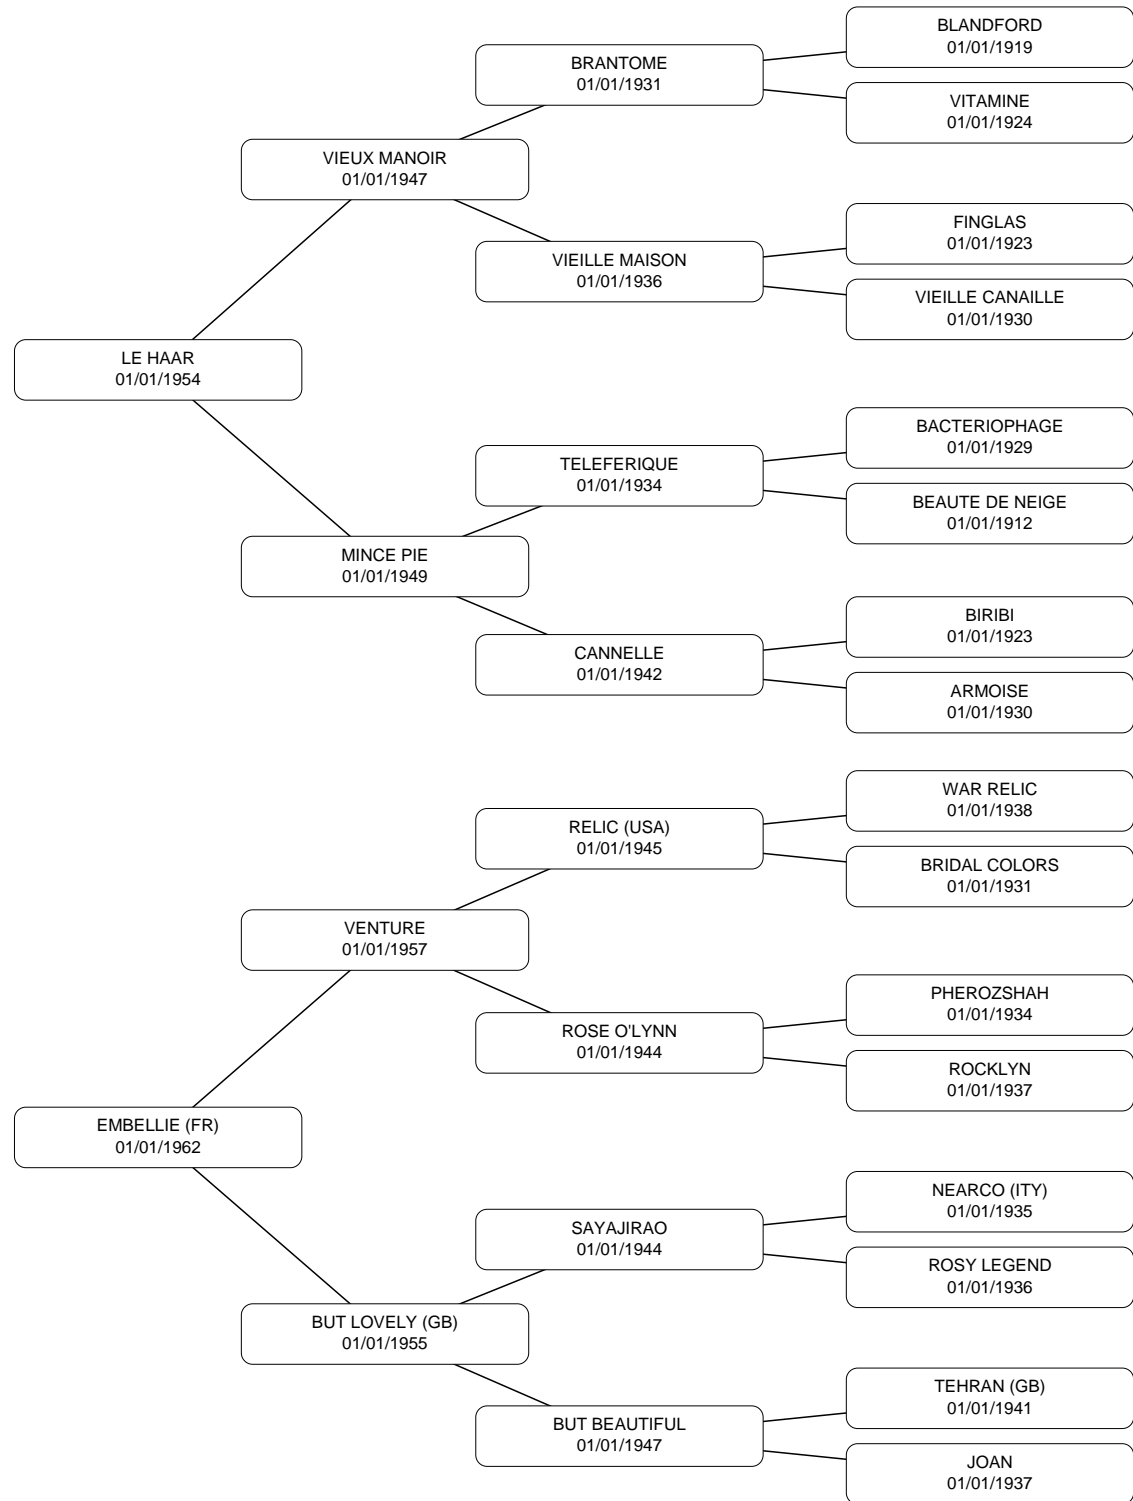 BLANDFORD
01/01/1919
BRANTOME
01/01/1931
VITAMINE
01/01/1924
VIEUX MANOIR
01/01/1947
FINGLAS
01/01/1923
VIEILLE MAISON
01/01/1936
VIEILLE CANAILLE
01/01/1930
LE HAAR
01/01/1954
BACTERIOPHAGE
01/01/1929
TELEFERIQUE
01/01/1934
BEAUTE DE NEIGE
01/01/1912
MINCE PIE
01/01/1949
BIRIBI
01/01/1923
CANNELLE
01/01/1942
ARMOISE
01/01/1930
WAR RELIC
01/01/1938
RELIC (USA)
01/01/1945
BRIDAL COLORS
01/01/1931
VENTURE
01/01/1957
PHEROZSHAH
01/01/1934
ROSE O'LYNN
01/01/1944
ROCKLYN
01/01/1937
EMBELLIE (FR)
01/01/1962
NEARCO (ITY)
01/01/1935
SAYAJIRAO
01/01/1944
ROSY LEGEND
01/01/1936
BUT LOVELY (GB)
01/01/1955
TEHRAN (GB)
01/01/1941
BUT BEAUTIFUL
01/01/1947
JOAN
01/01/1937